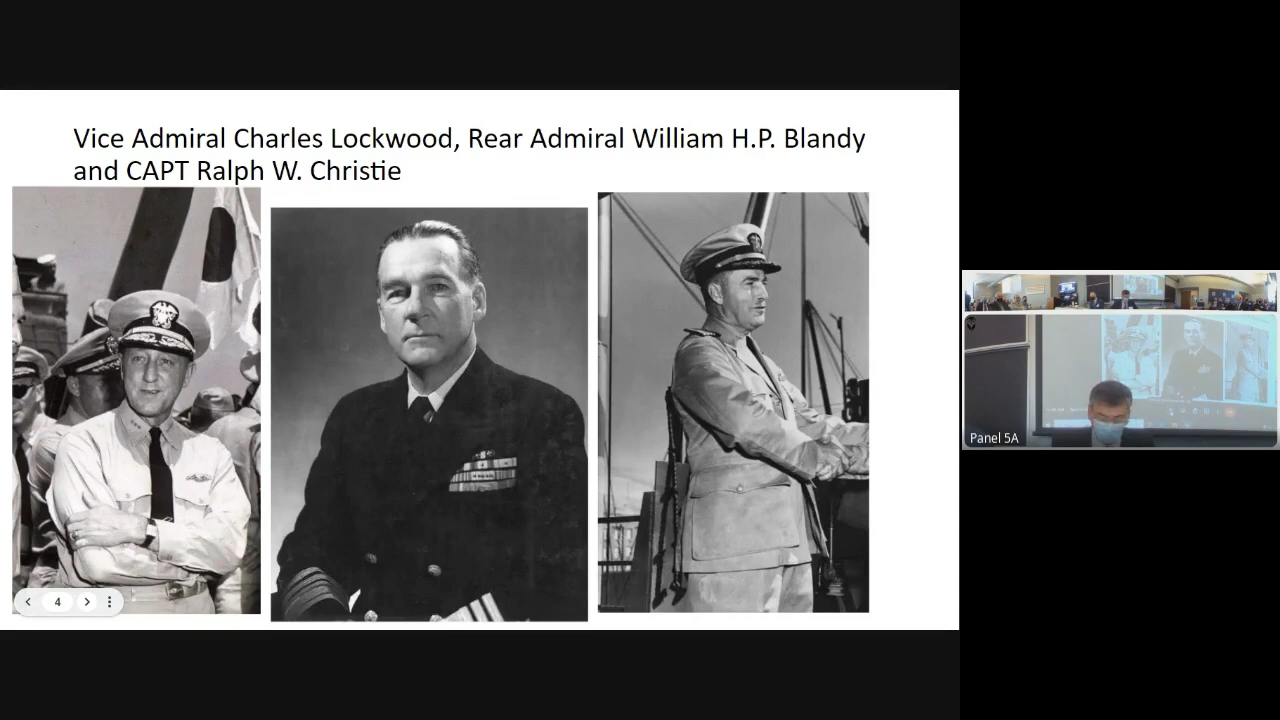 Vice Admiral Charles Lockwood, Rear Admiral William H.P. Blandy
and CAPT Ralph W. Christie
4
Panel 5A